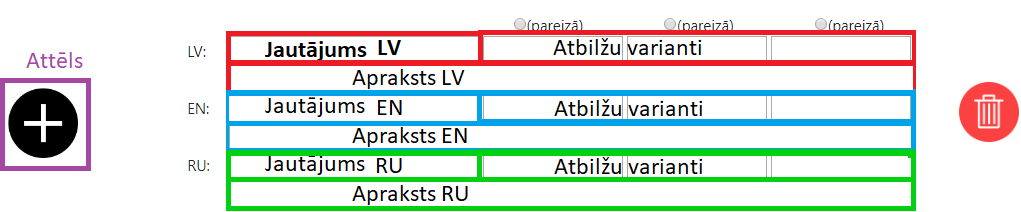 (pareizā) (pareizā) (pareizā)
Attēls
LV: Jautājums LV Atbilžu varianti
Apraksts LV
EN: Jautājums EN Atbilžu varianti
Apraksts EN
RU: Jautājums RU Atbilžu varianti
Apraksts RU